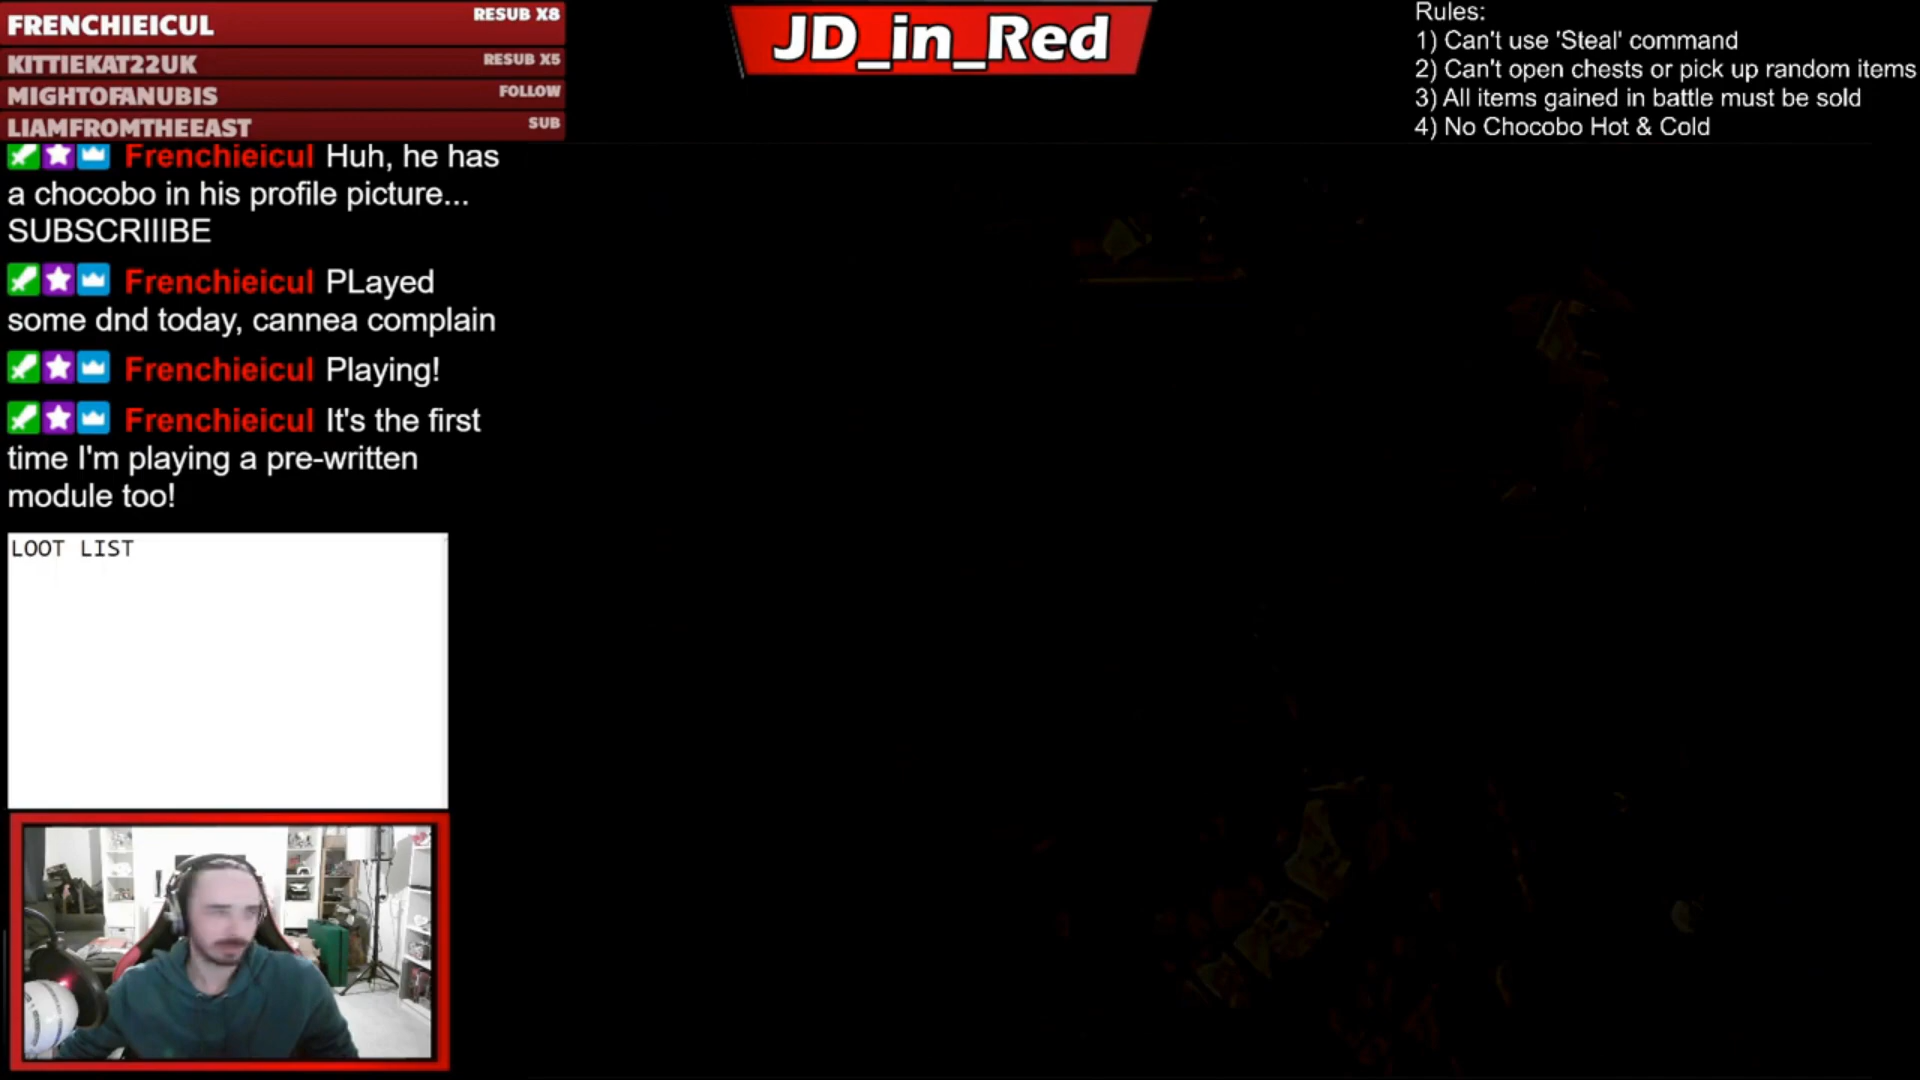 FRENCHIEICUL RESUB X8
KITTIEKAT22UK RESUB X5
MIGHTOFANUBIS FOLLOW
LIAMFROMTHEEAST SUB
Frenchieicul Huh, he has
a chocobo in his profile picture...
SUBSCRIIIBE
Frenchieicul PLayed
some dnd today, cannea complain
Frenchieicul Playing!
Frenchieicul It's the first
time I'm playing a pre-written
module too!
LOOT LIST
JD_in_Red
Rules:
1) Can't use 'Steal' command
2) Can't open chests or pick up random items
3) All items gained in battle must be sold
4) No Chocobo Hot & Cold